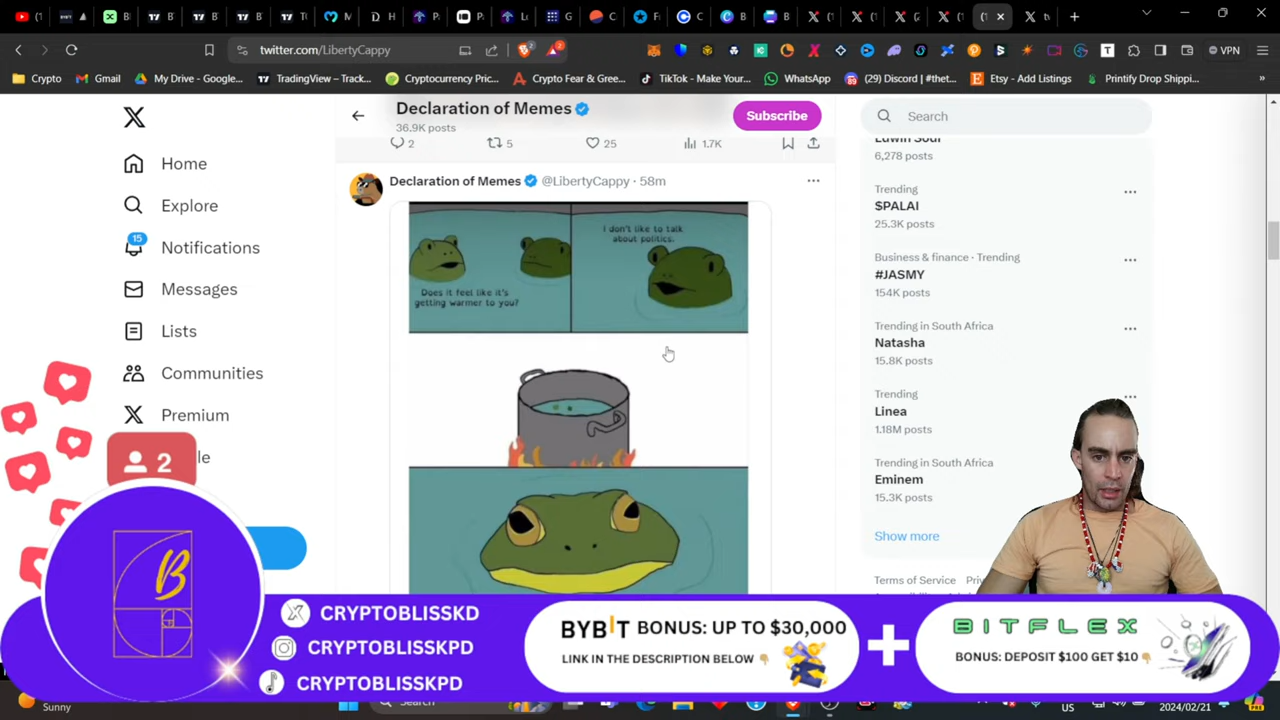 twitter.com/LibertyCappy
VPN
Crypto
Gmail
My Drive - Google...
TradingView – Track...
Cryptocurrency Pric...
Crypto Fear & Gree...
TikTok - Make Your...
WhatsApp
(29) Discord | #thet...
Etsy - Add Listings
Printify Drop Shippi...
Declaration of Memes
36.9K posts
Subscribe
Search
2
5
25
1.7K
Home
Explore
15
Notifications
Messages
Lists
Communities
Premium
Declaration of Memes @LibertyCappy · 58m
Does it feel like it's
getting warmer to you?
I don't like to talk
about politics.
Edwin Sodi
6,278 posts
Trending
$PALAI
25.3K posts
Business & finance · Trending
#JASMY
154K posts
Trending in South Africa
Natasha
15.8K posts
Trending
Linea
1.18M posts
Trending in South Africa
Eminem
15.3K posts
Show more
Terms of Service
2
B
CRYPTOBLISSKD
CRYPTOBLISSKPD
CRYPTOBLISSKPD
BYBIT BONUS: UP TO $30,000
LINK IN THE DESCRIPTION BELOW
BITFLEX
BONUS: DEPOSIT $100 GET $10
Sunny
Search
US
2024/02/21